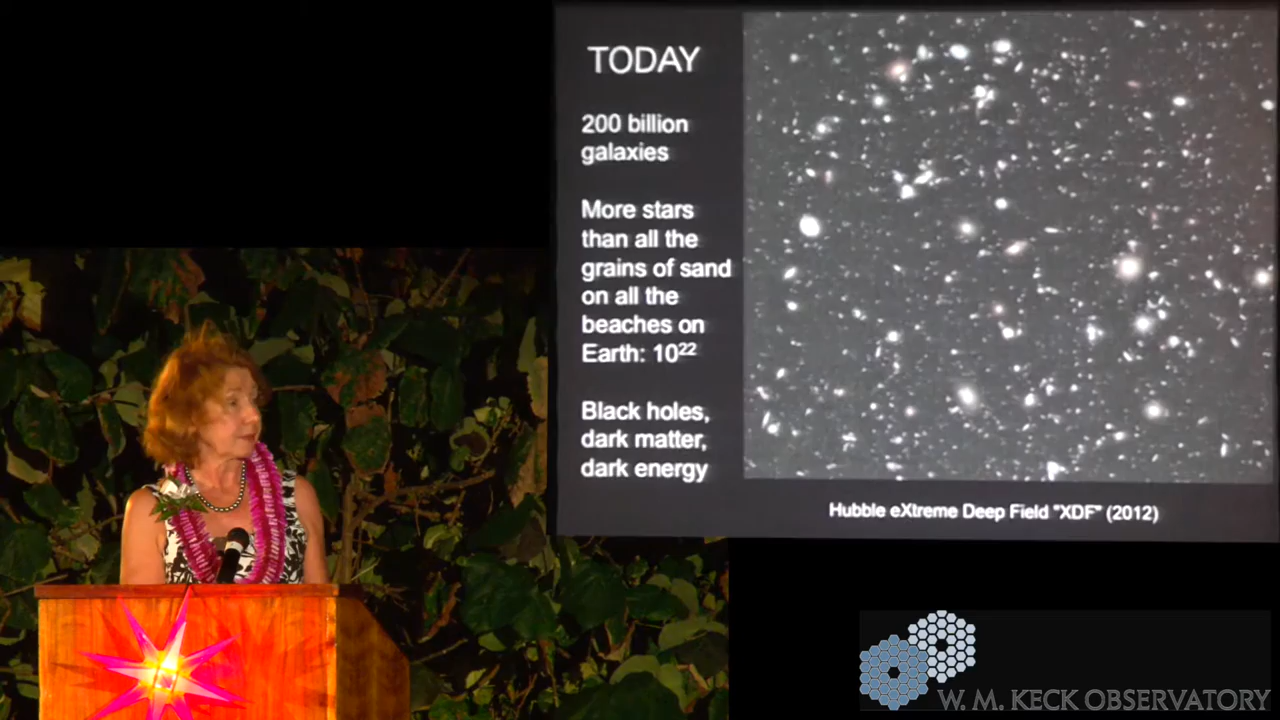 TODAY
200 billion
galaxies
More stars
than all the
grains of sand
on all the
beaches on
Earth: 10²²
Black holes,
dark matter,
dark energy
Hubble eXtreme Deep Field "XDF" (2012)
W. M. KECK OBSERVATORY